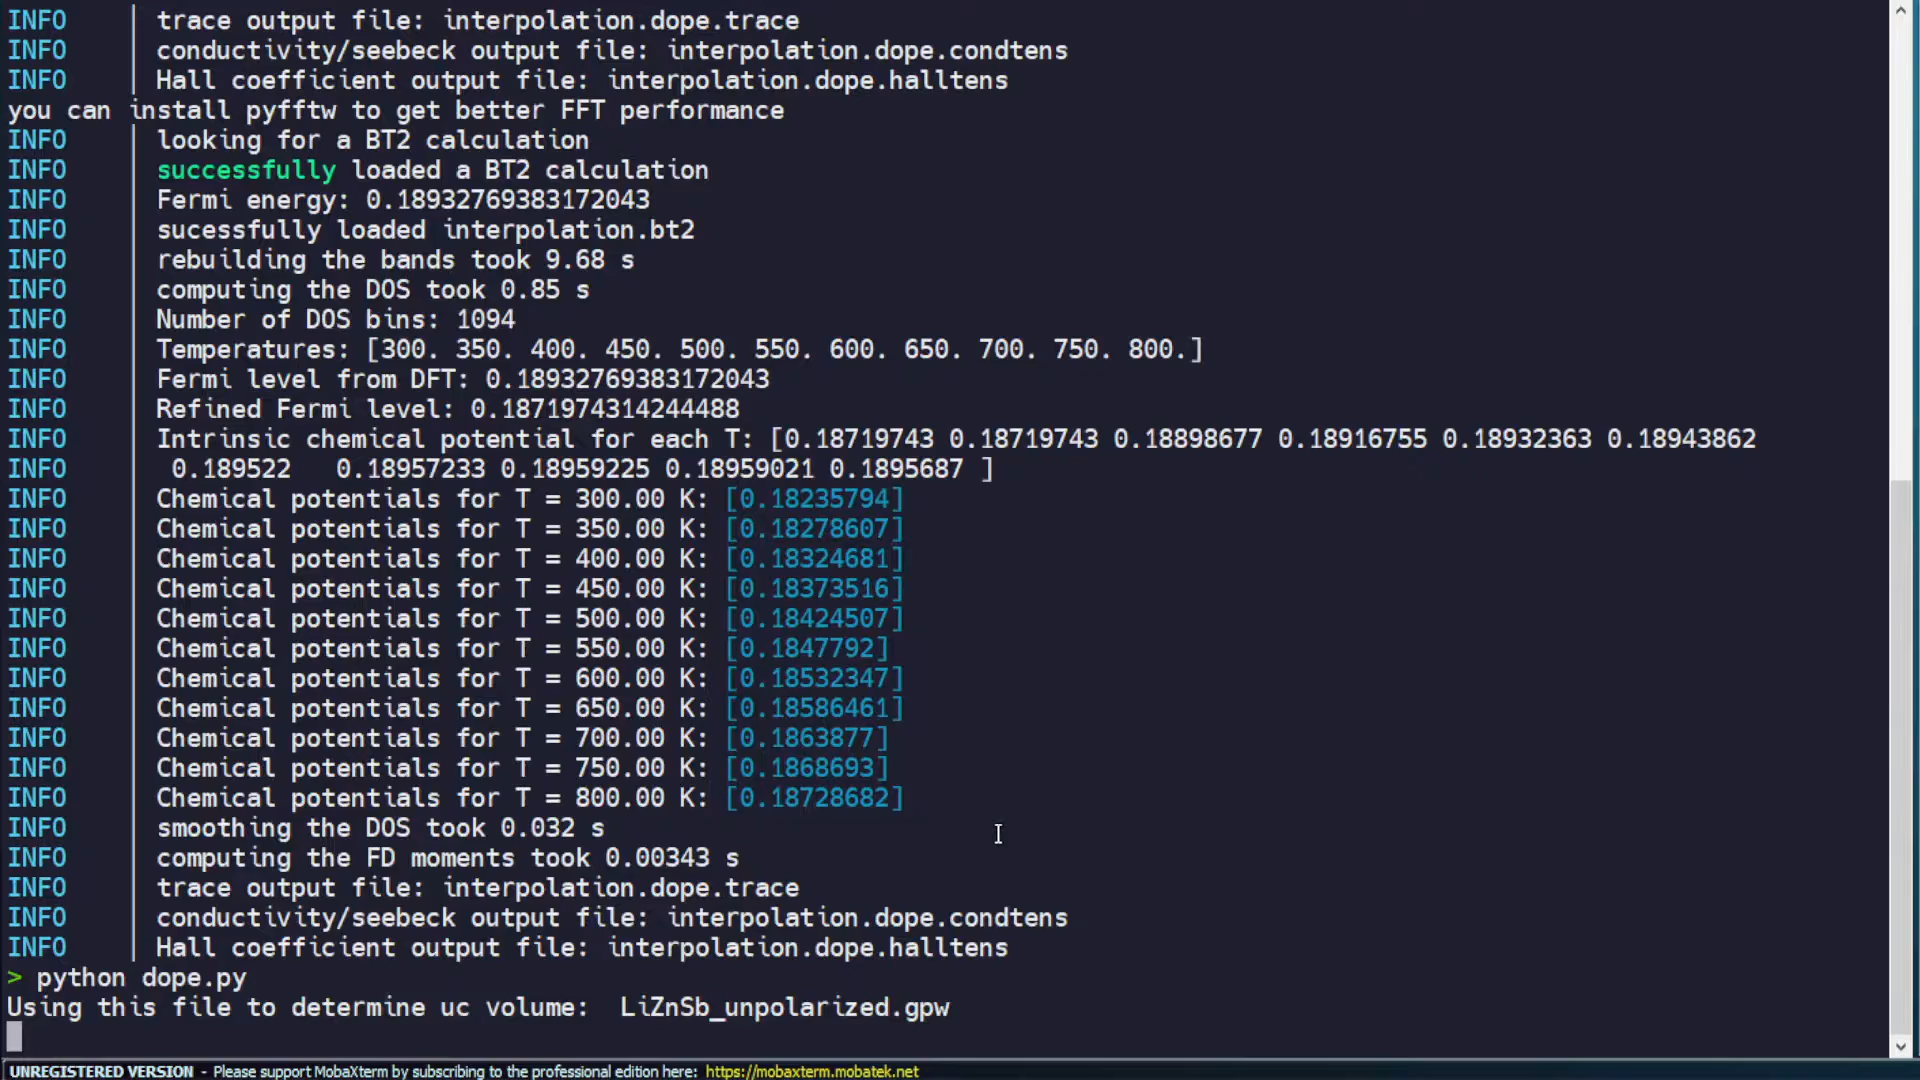 INFO | trace output file: interpolation.dope.trace
INFO | conductivity/seebeck output file: interpolation.dope.condtens
INFO | Hall coefficient output file: interpolation.dope.halltens
you can install pyfftw to get better FFT performance
INFO | looking for a BT2 calculation
INFO | successfully loaded a BT2 calculation
INFO | Fermi energy: 0.18932769383172043
INFO | sucessfully loaded interpolation.bt2
INFO | rebuilding the bands took 9.68 s
INFO | computing the DOS took 0.85 s
INFO | Number of DOS bins: 1094
INFO | Temperatures: [300. 350. 400. 450. 500. 550. 600. 650. 700. 750. 800.]
INFO | Fermi level from DFT: 0.18932769383172043
INFO | Refined Fermi level: 0.1871974314244488
INFO | Intrinsic chemical potential for each T: [0.18719743 0.18719743 0.18898677 0.18916755 0.18932363 0.18943862
INFO | 0.189522   0.18957233 0.18959225 0.18959021 0.1895687 ]
INFO | Chemical potentials for T = 300.00 K: [0.18235794]
INFO | Chemical potentials for T = 350.00 K: [0.18278607]
INFO | Chemical potentials for T = 400.00 K: [0.18324681]
INFO | Chemical potentials for T = 450.00 K: [0.18373516]
INFO | Chemical potentials for T = 500.00 K: [0.18424507]
INFO | Chemical potentials for T = 550.00 K: [0.1847792]
INFO | Chemical potentials for T = 600.00 K: [0.18532347]
INFO | Chemical potentials for T = 650.00 K: [0.18586461]
INFO | Chemical potentials for T = 700.00 K: [0.1863877]
INFO | Chemical potentials for T = 750.00 K: [0.1868693]
INFO | Chemical potentials for T = 800.00 K: [0.18728682]
INFO | smoothing the DOS took 0.032 s
INFO | computing the FD moments took 0.00343 s
INFO | trace output file: interpolation.dope.trace
INFO | conductivity/seebeck output file: interpolation.dope.condtens
INFO | Hall coefficient output file: interpolation.dope.halltens
> python dope.py
Using this file to determine uc volume:  LiZnSb_unpolarized.gpw
UNREGISTERED VERSION - Please support MobaXterm by subscribing to the professional edition here: https://mobaxterm.mobatek.net